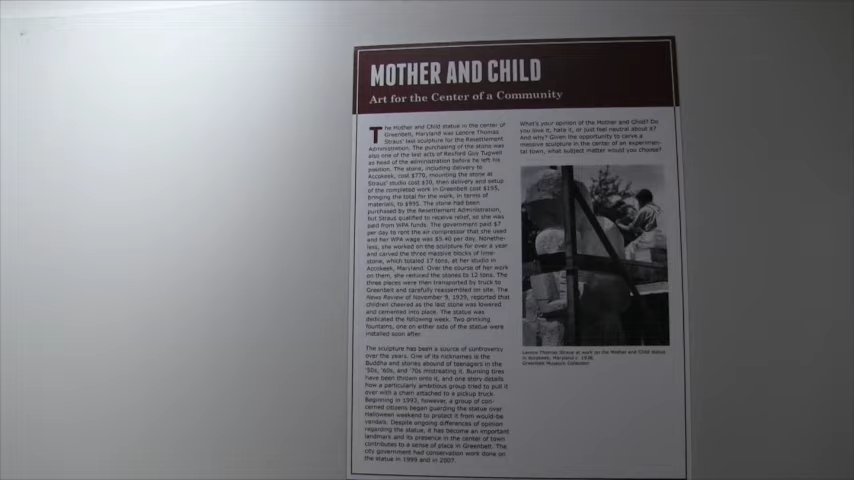 MOTHER AND CHILD
Art for the Center of a Community
The Mother and Child statue in the center of
Greenbelt, Maryland was Lenore Thomas
Straus' last sculpture for the Resettlement
Administration. The purchasing of the stone was
also one of the last acts of Rexford Guy Tugwell
as head of the administration before he left his
position. The stone, including delivery to
Accokeek, cost $770, mounting the stone at
Straus' studio cost $30, then delivery and setup
of the completed work in Greenbelt cost $195,
bringing the total for the work, in terms of
materials, to $995. The stone had been
purchased by the Resettlement Administration,
but Straus qualified to receive relief, so she was
paid from WPA funds. The government paid $7
per day to rent the air compressor that she used
and her WPA wage was $5.40 per day. Nonethe-
less, she worked on the sculpture for over a year
and carved the three massive blocks of lime-
stone, which totaled 17 tons, at her studio in
Accokeek, Maryland. Over the course of her work
on them, she reduced the stones to 12 tons. The
three places were then transported by truck to
Greenbelt and carefully reassembled on site. The
News Review of November 9, 1939, reported that
children cheered as the last stone was lowered
and cemented into place. The statue was
dedicated the following week. Two drinking
fountains, one on either side of the statue were
installed soon after.
The sculpture has been a source of controversy
over the years. One of its nicknames is the
Buddha and stories abound of teenagers in the
'50s, '60s, and '70s mistreating it. Burning tires
have been thrown onto it, and one story details
how a particularly ambitious group tried to pull it
over with a chain attached to a pickup truck.
Beginning in 1993, however, a group of con-
cerned citizens began guarding the statue over
Halloween weekend to protect it from would-be
vandals. Despite ongoing differences of opinion
regarding the statue, it has become an important
landmark and its presence in the center of town
contributes to a sense of place in Greenbelt. The
city government had conservation work done on
the statue in 1999 and in 2007.
What's your opinion of the Mother and Child? Do
you love it, hate it, or just feel neutral about it?
And why? Given the opportunity to carve a
massive sculpture in the center of an experimen-
tal town, what subject matter would you choose?
Lenore Thomas Straus at work on the Mother and Child statue
in Accokeek, Maryland c. 1938.
Greenbelt Museum Collection